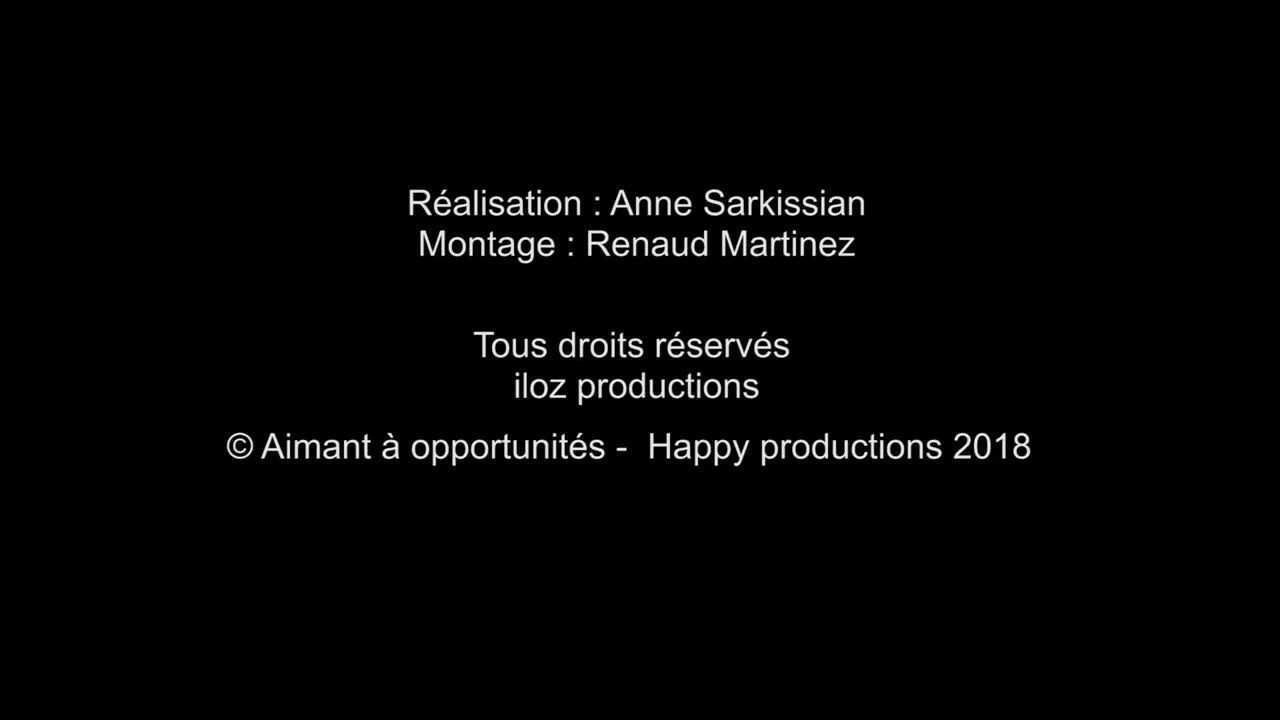 Réalisation : Anne Sarkissian
Montage : Renaud Martinez
Tous droits réservés
iloz productions
© Aimant à opportunités -  Happy productions 2018